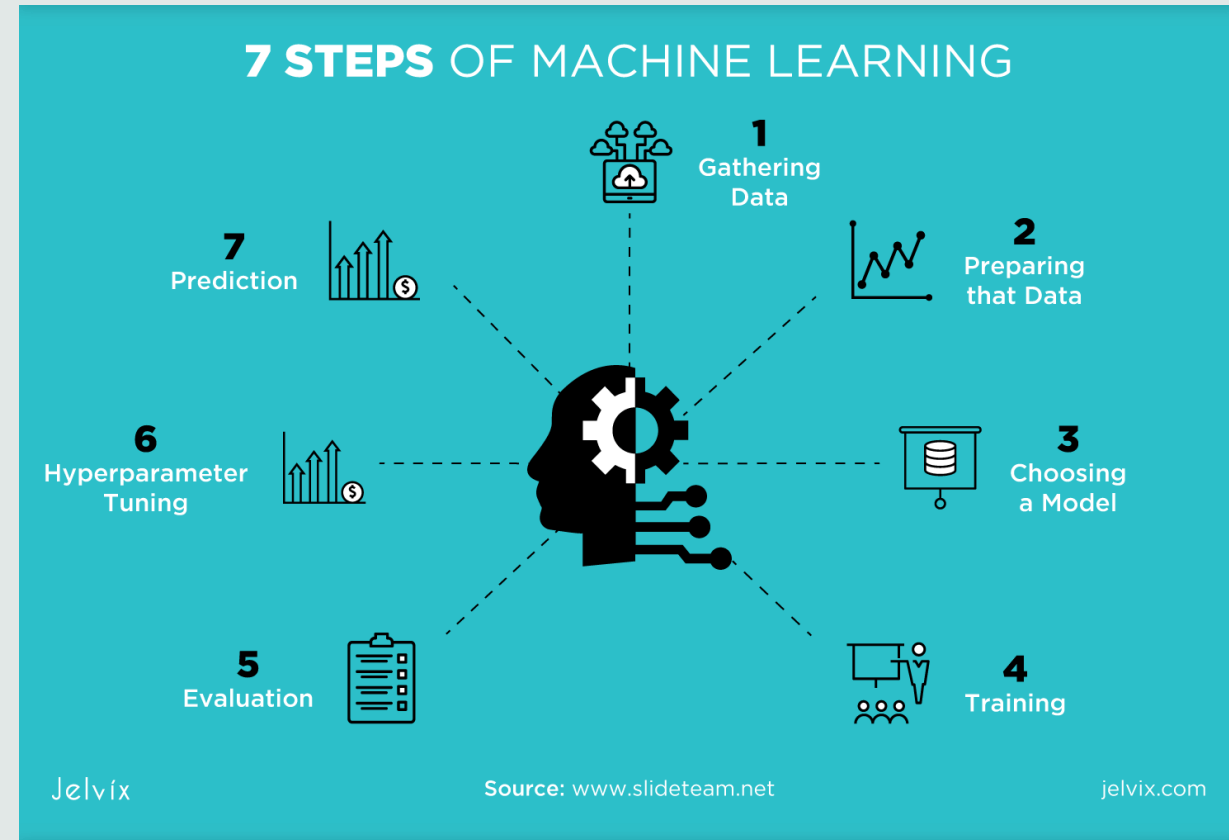 7 STEPS OF MACHINE LEARNING
1
Gathering
Data
2
Preparing
that Data
3
Choosing
a Model
4
Training
5
Evaluation
6
Hyperparameter
Tuning
7
Prediction
$
$
Jelvix
Source: www.slideteam.net
jelvix.com